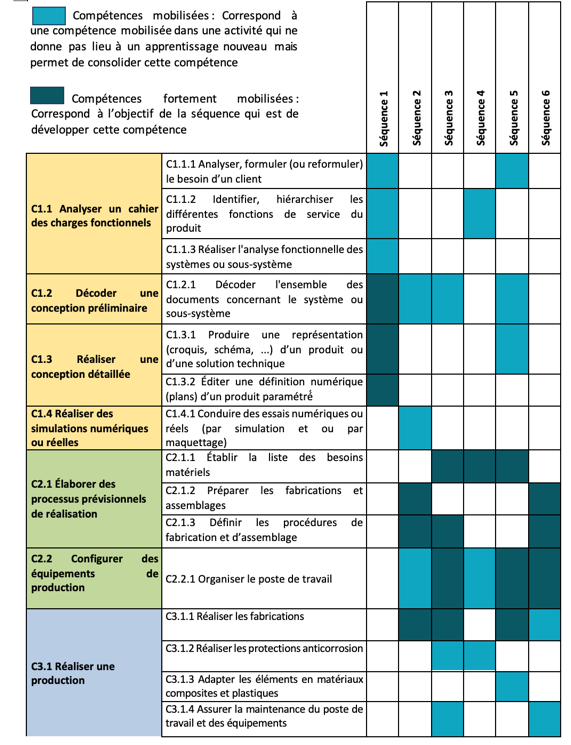 Compétences mobilisées : Correspond à
une compétence mobilisée dans une activité qui ne
donne pas lieu à un apprentissage nouveau mais
permet de consolider cette compétence
Compétences fortement mobilisées :
Correspond à l'objectif de la séquence qui est de
développer cette compétence
Séquence 1
Séquence 2
Séquence 3
Séquence 4
Séquence 5
Séquence 6
C1.1 Analyser un cahier
des charges fonctionnels
C1.1.1 Analyser, formuler (ou reformuler)
le besoin d'un client
C1.1.2 Identifier, hiérarchiser les
différentes fonctions de service du
produit
C1.1.3 Réaliser l'analyse fonctionnelle des
systèmes ou sous-système
C1.2 Décoder une
conception préliminaire
C1.2.1 Décoder l'ensemble des
documents concernant le système ou
sous-système
C1.3 Réaliser une
conception détaillée
C1.3.1 Produire une représentation
(croquis, schéma, ...) d'un produit ou
d'une solution technique
C1.3.2 Éditer une définition numérique
(plans) d'un produit paramétré
C1.4 Réaliser des
simulations numériques
ou réelles
C1.4.1 Conduire des essais numériques ou
réels (par simulation et ou par
maquettage)
C2.1 Élaborer des
processus prévisionnels
de réalisation
C2.1.1 Établir la liste des besoins
matériels
C2.1.2 Préparer les fabrications et
assemblages
C2.1.3 Définir les procédures de
fabrication et d'assemblage
C2.2 Configurer des
équipements de
production
C2.2.1 Organiser le poste de travail
C3.1 Réaliser une
production
C3.1.1 Réaliser les fabrications
C3.1.2 Réaliser les protections anticorrosion
C3.1.3 Adapter les éléments en matériaux
composites et plastiques
C3.1.4 Assurer la maintenance du poste de
travail et des équipements